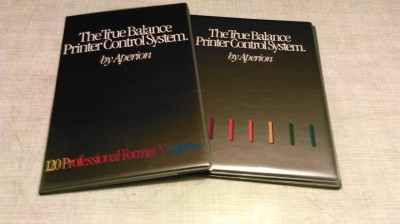 The True Balance
Printer Control System.
by Aperion
120 Professional Format
The True Balance
Printer Control System.
by Aperion